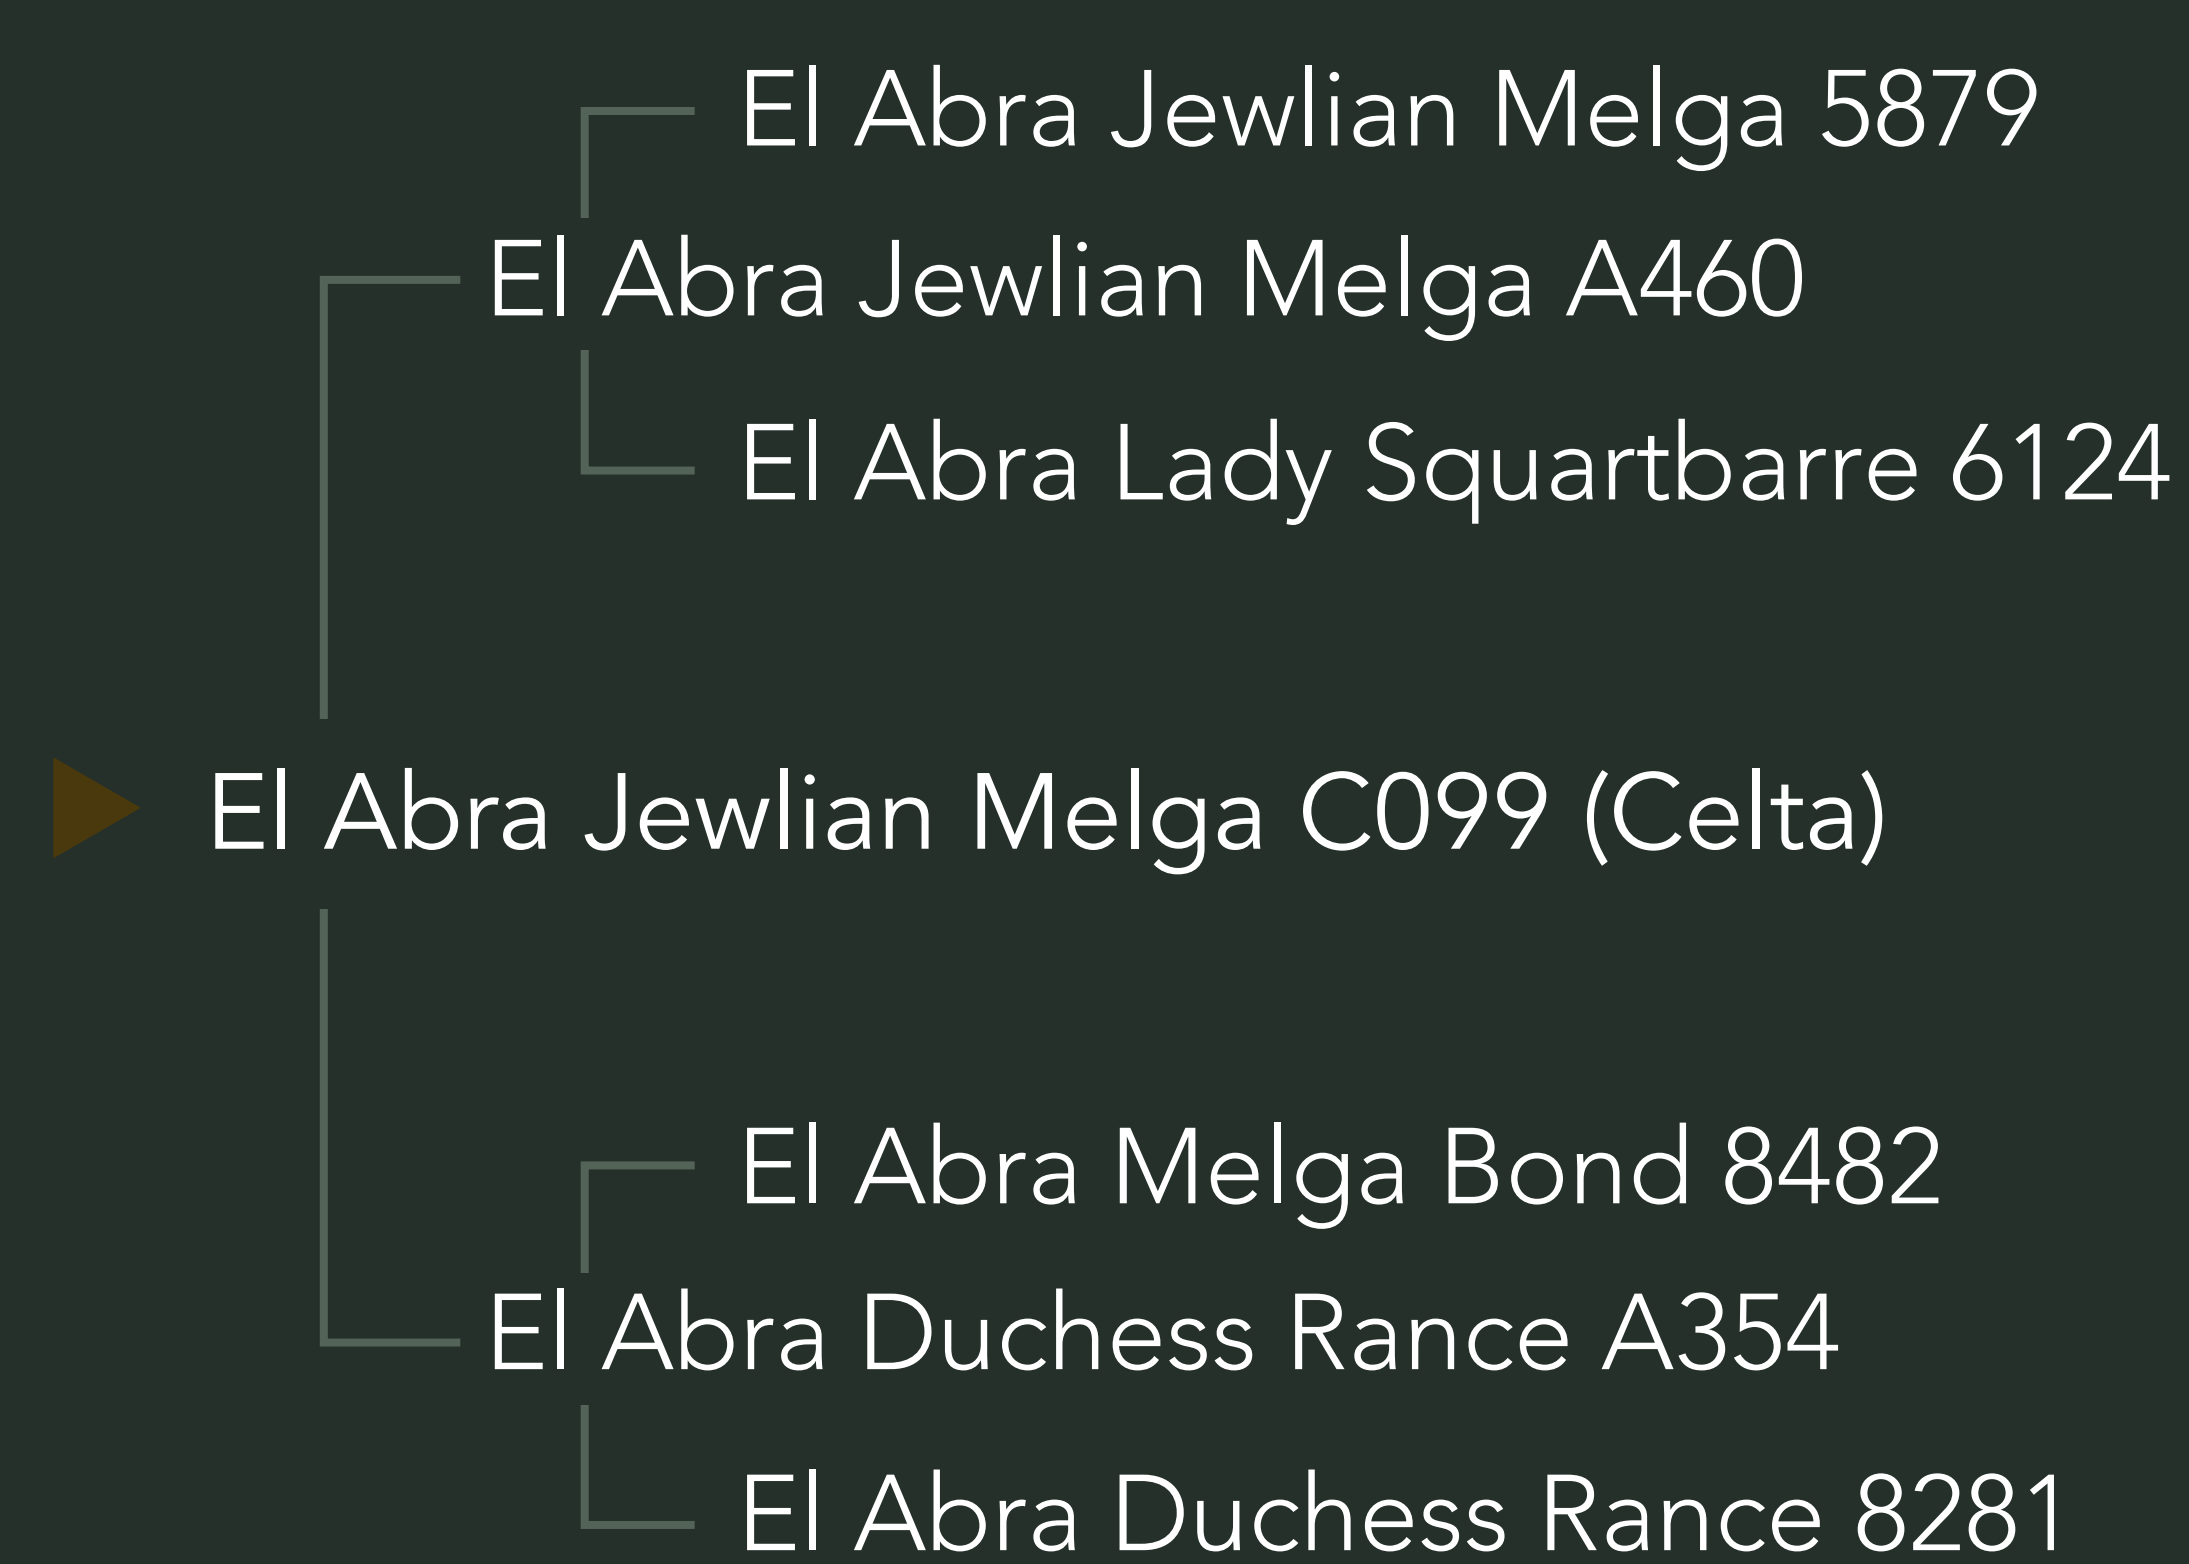 El Abra Jewlian Melga 5879
El Abra Jewlian Melga A460
El Abra Lady Squartbarre 6124
El Abra Jewlian Melga C099 (Celta)
El Abra Melga Bond 8482
El Abra Duchess Rance A354
El Abra Duchess Rance 8281